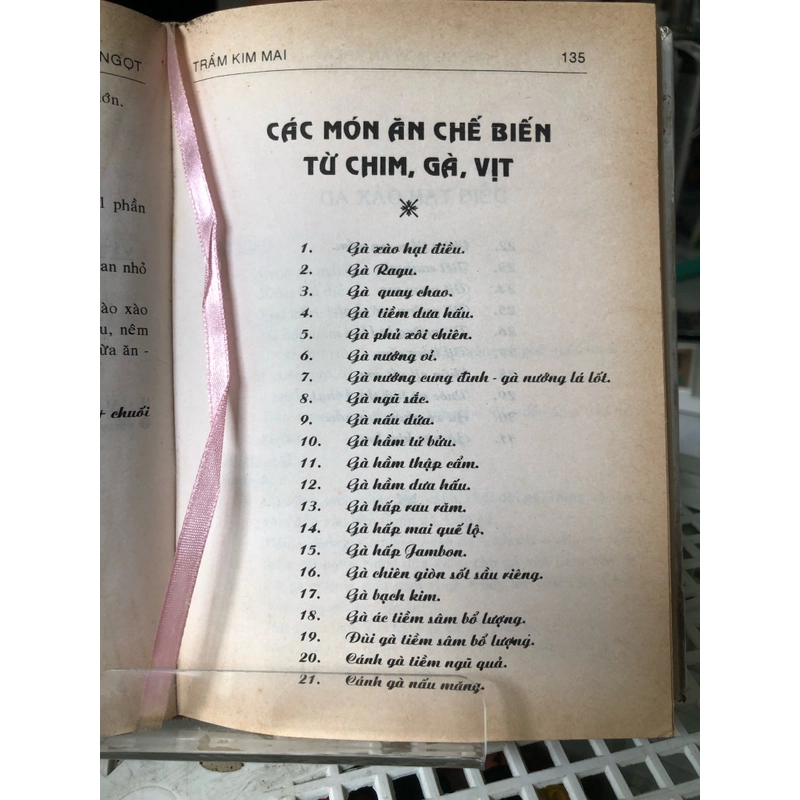 NGỌT
ớn.
1 phần
an nhỏ
ào xào
u, nêm
ừa ăn -
+ chuối
TRẦM KIM MAI 135
CÁC MÓN ĂN CHẾ BIẾN
TỪ CHIM, GÀ, VỊT
1. Gà xào hạt điều.
2. Gà Ragu.
3. Gà quay chao.
4. Gà tiềm dưa hấu.
5. Gà phủ xôi chiên.
6. Gà nướng vỉ.
7. Gà nướng cung đình - gà nướng lá lốt.
8. Gà ngũ sắc.
9. Gà nấu dừa.
10. Gà hầm tứ bửu.
11. Gà hầm thập cẩm.
12. Gà hầm dưa hấu.
13. Gà hấp rau răm.
14. Gà hấp mai quế lộ.
15. Gà hấp Jambon.
16. Gà chiên giòn sốt sầu riêng.
17. Gà bạch kim.
18. Gà ác tiềm sâm bổ lượng.
19. Đùi gà tiềm sâm bổ lượng.
20. Cánh gà tiềm ngũ quả.
21. Cánh gà nấu măng.